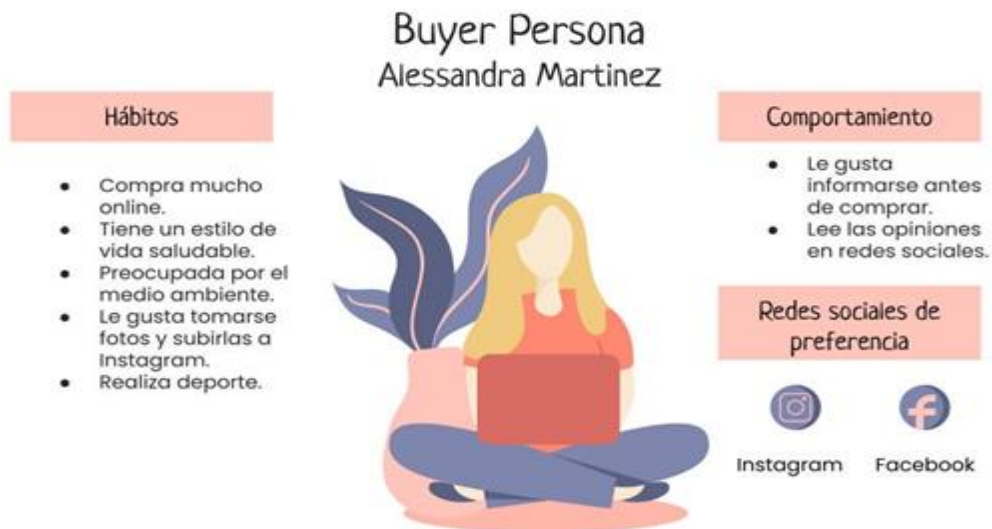 Buyer Persona
Alessandra Martinez
Hábitos
● Compra mucho
online.
● Tiene un estilo de
vida saludable.
● Preocupada por el
medio ambiente.
● Le gusta tomarse
fotos y subirlas a
Instagram.
● Realiza deporte.
Comportamiento
● Le gusta
informarse antes
de comprar.
● Lee las opiniones
en redes sociales.
Redes sociales de
preferencia
Instagram
Facebook